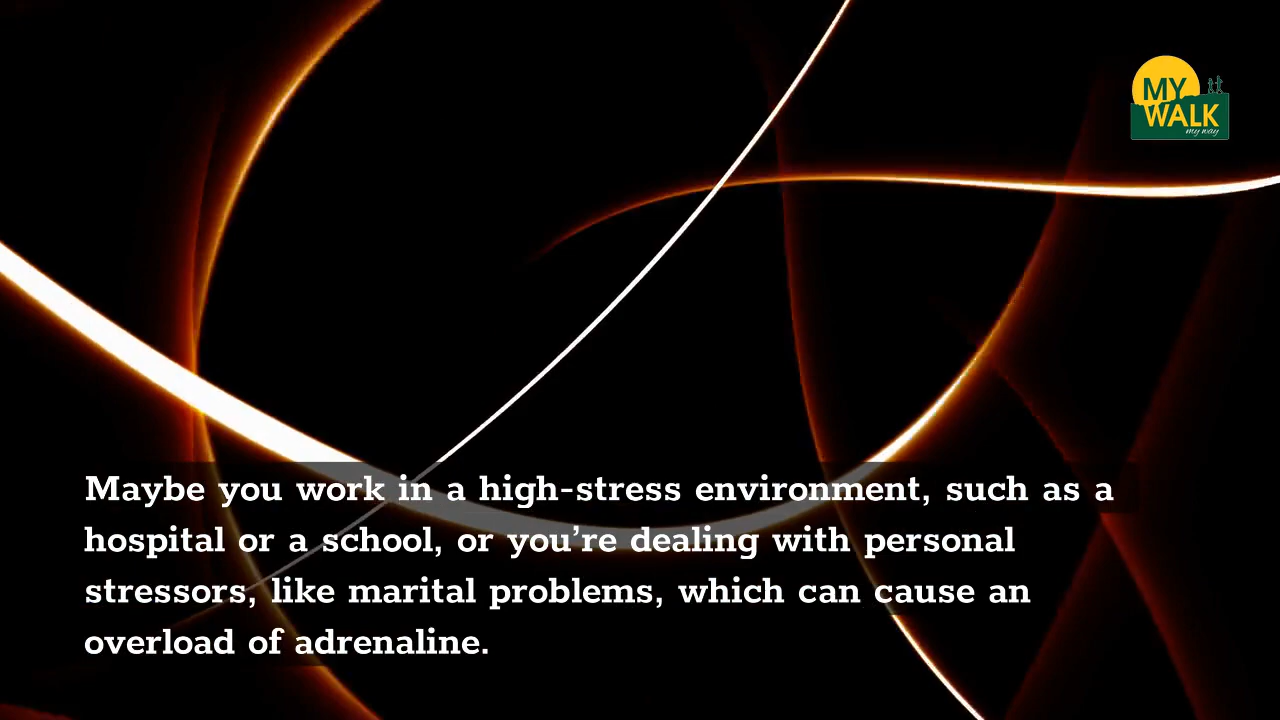 MY
WALK
my way
Maybe you work in a high-stress environment, such as a
hospital or a school, or you’re dealing with personal
stressors, like marital problems, which can cause an
overload of adrenaline.